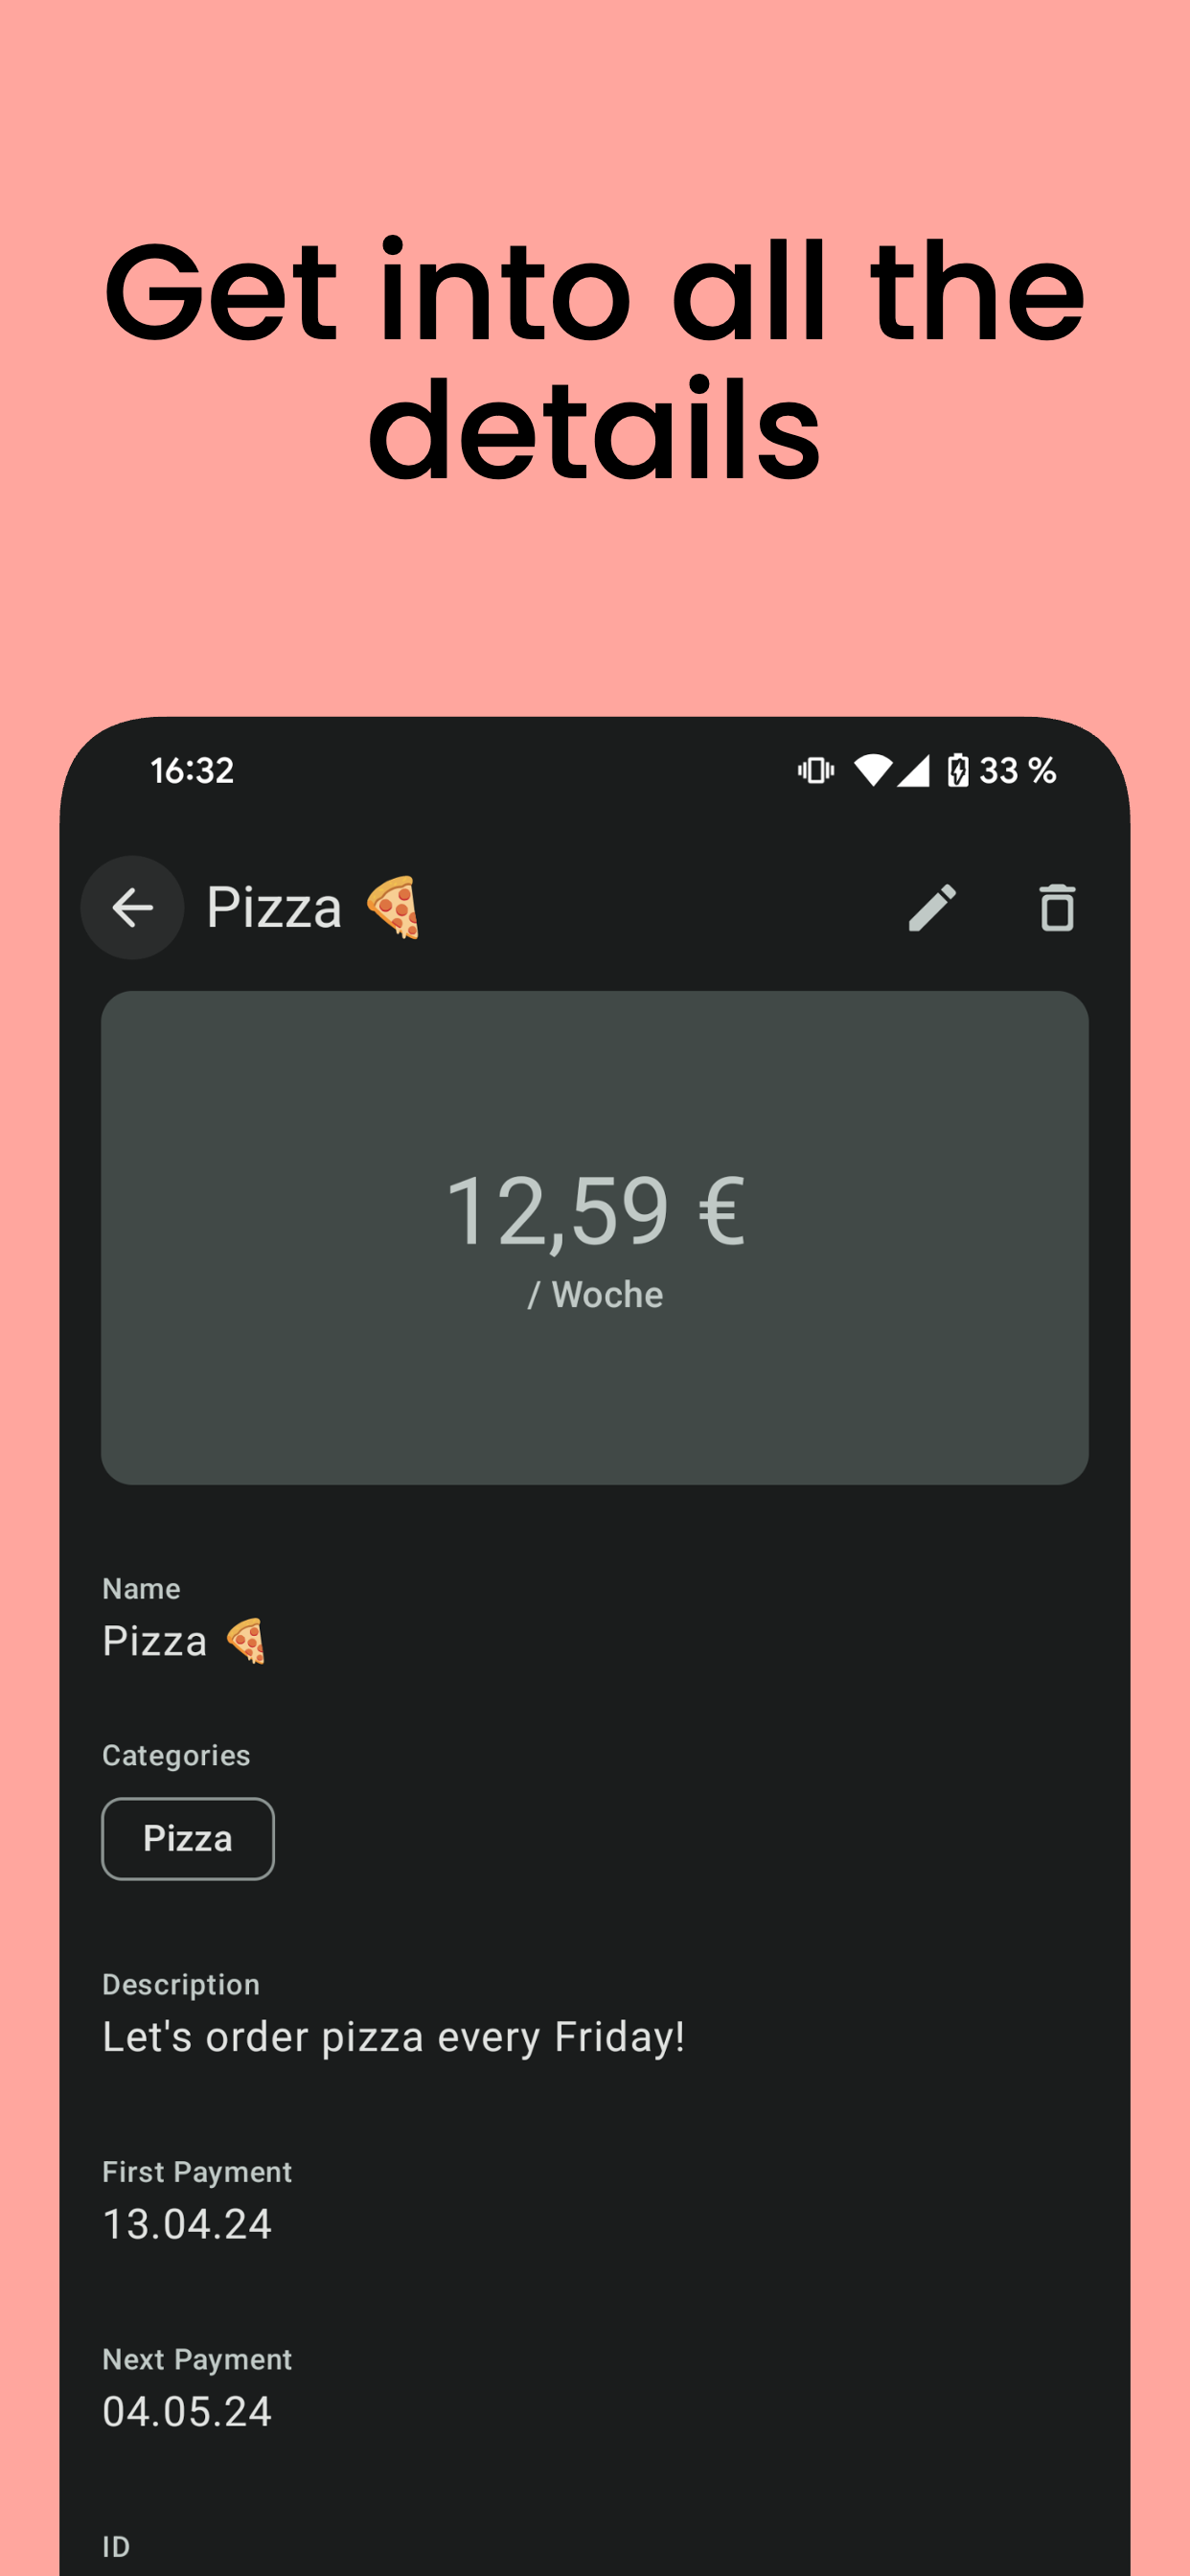 Get into all the
details
16:32
33 %
Pizza 🍕
12,59 €
/ Woche
Name
Pizza 🍕
Categories
Pizza
Description
Let's order pizza every Friday!
First Payment
13.04.24
Next Payment
04.05.24
ID